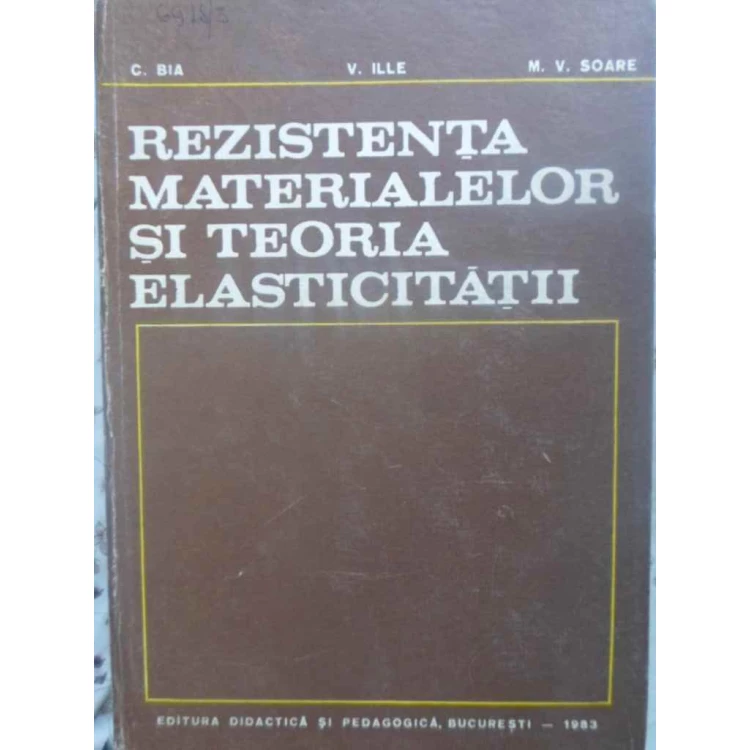 C. BIA V. ILLE M. V. SOARE
REZISTENȚA
MATERIALELOR
ȘI TEORIA
ELASTICITĂȚII
EDITURA DIDACTICĂ ȘI PEDAGOGICĂ, BUCUREȘTI — 1983